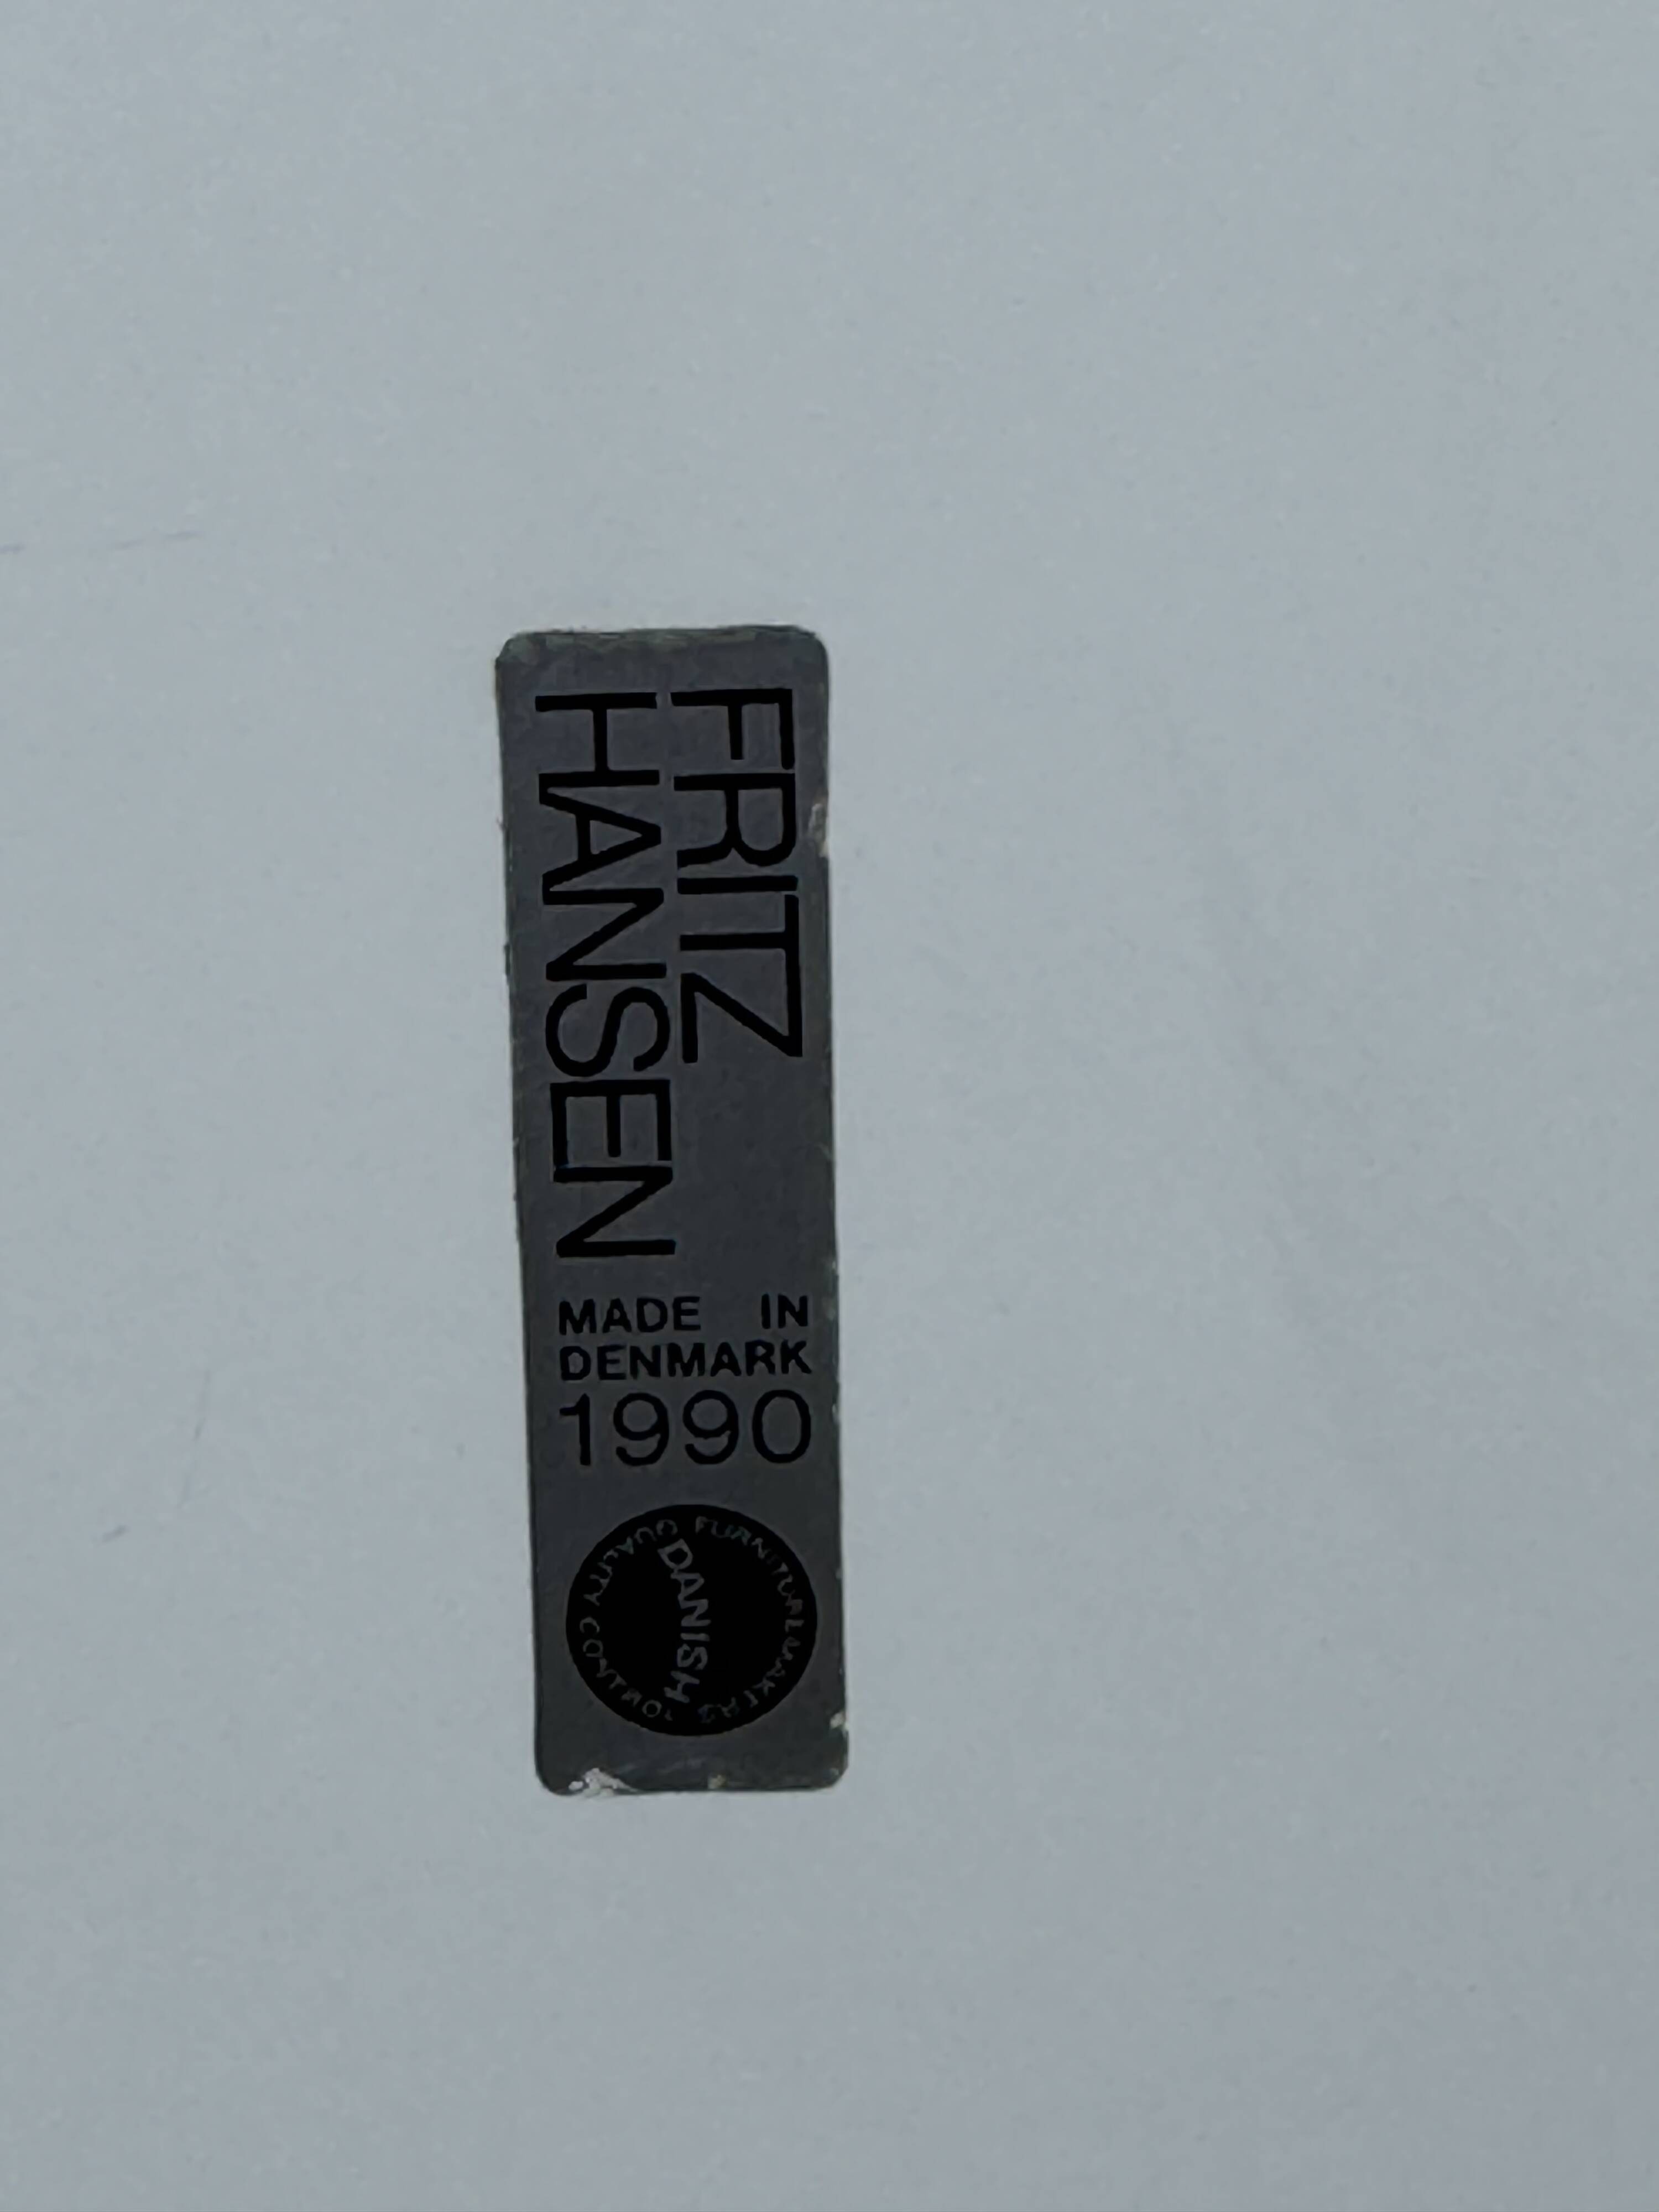 FRITZ
HANSEN
MADE IN
DENMARK
1990
DANISH
FURNITUREMAKERS
QUALITY CONTROL